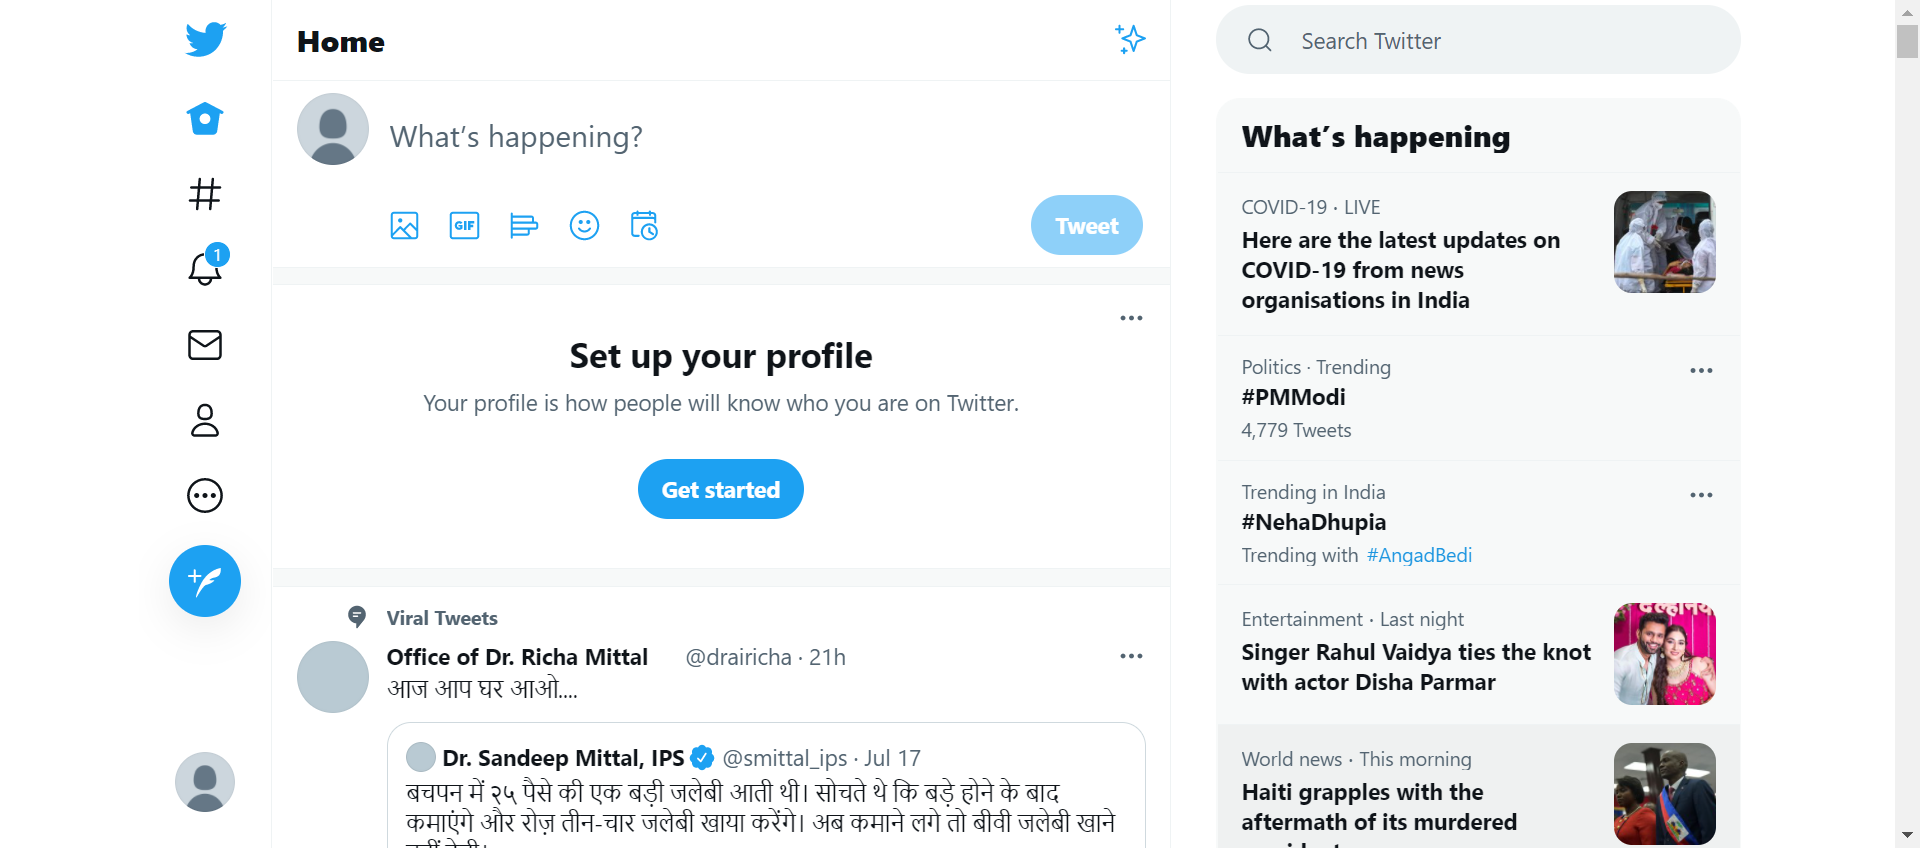 Home
What's happening?
GIF
Tweet
Set up your profile
Your profile is how people will know who you are on Twitter.
Get started
Viral Tweets
Office of Dr. Richa Mittal @drairicha · 21h
आज आप घर आओ....
Dr. Sandeep Mittal, IPS @smittal_ips · Jul 17
बचपन में २५ पैसे की एक बड़ी जलेबी आती थी। सोचते थे कि बड़े होने के बाद
कमाएंगे और रोज़ तीन-चार जलेबी खाया करेंगे। अब कमाने लगे तो बीवी जलेबी खाने
1
Search Twitter
What's happening
COVID-19 · LIVE
Here are the latest updates on
COVID-19 from news
organisations in India
Politics · Trending
#PMModi
4,779 Tweets
Trending in India
#NehaDhupia
Trending with #AngadBedi
Entertainment · Last night
Singer Rahul Vaidya ties the knot
with actor Disha Parmar
World news · This morning
Haiti grapples with the
aftermath of its murdered